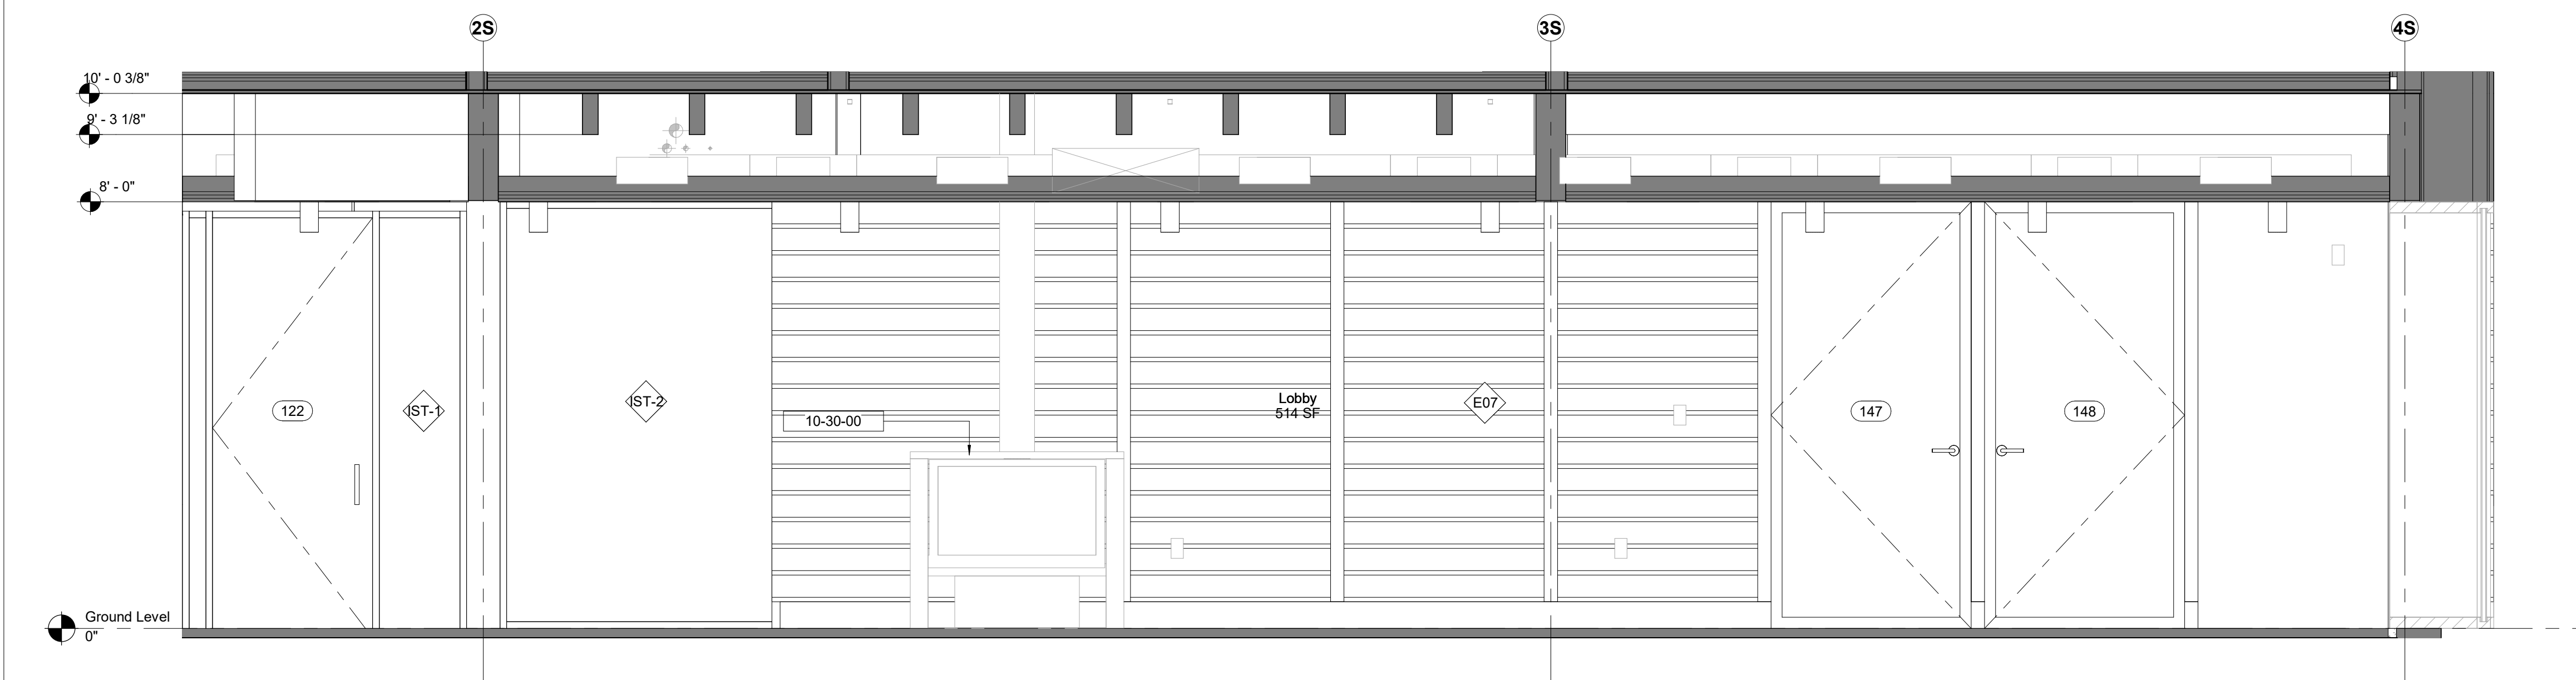 2S
3S
4S
10' - 0 3/8"
9' - 3 1/8"
8' - 0"
122
IST-1
IST-2
10-30-00
Lobby
514 SF
E07
147
148
Ground Level
0"